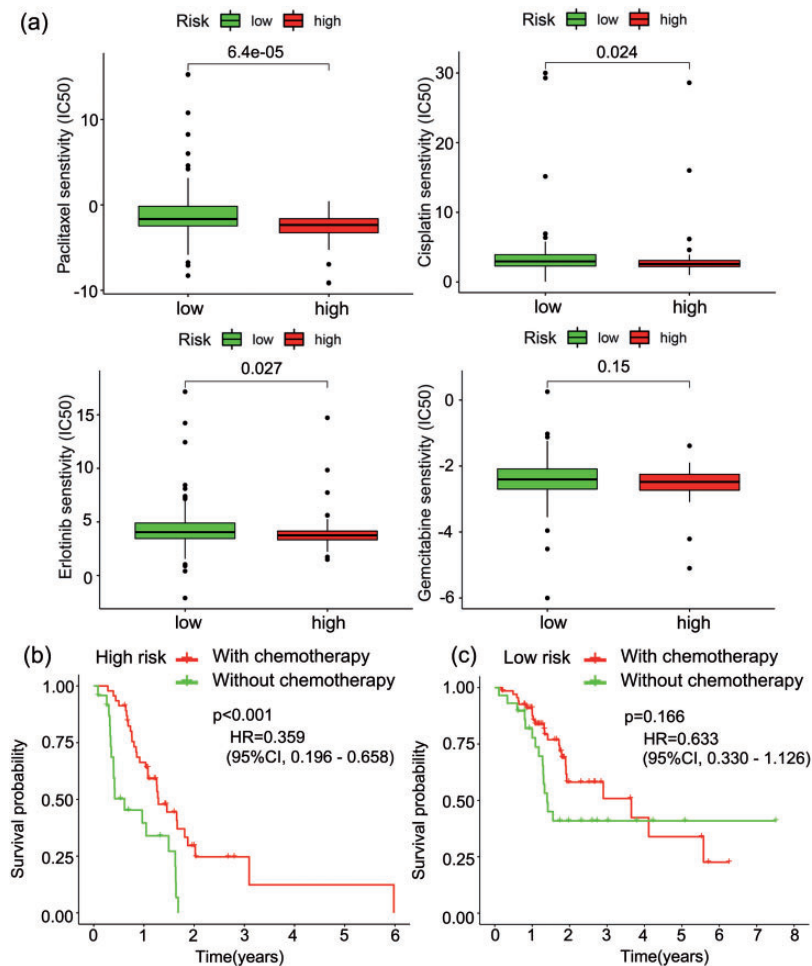 (a)
Risk low high
6.4e-05
Paclitaxel senstivity (IC50)
10
0
-10
low high
Risk low high
0.024
Cisplatin senstivity (IC50)
30
20
10
0
low high
Risk low high
0.027
Erlotinib senstivity (IC50)
15
10
5
0
low high
Risk low high
0.15
Gemcitabine senstivity (IC50)
0
-2
-4
-6
low high
(b)
High risk With chemotherapy
Without chemotherapy
p<0.001
HR=0.359
(95%CI, 0.196 - 0.658)
Survival probability
1.00
0.75
0.50
0.25
0.00
0 1 2 3 4 5 6
Time(years)
(c)
Low risk With chemotherapy
Without chemotherapy
p=0.166
HR=0.633
(95%CI, 0.330 - 1.126)
Survival probability
1.00
0.75
0.50
0.25
0.00
0 1 2 3 4 5 6 7 8
Time(years)